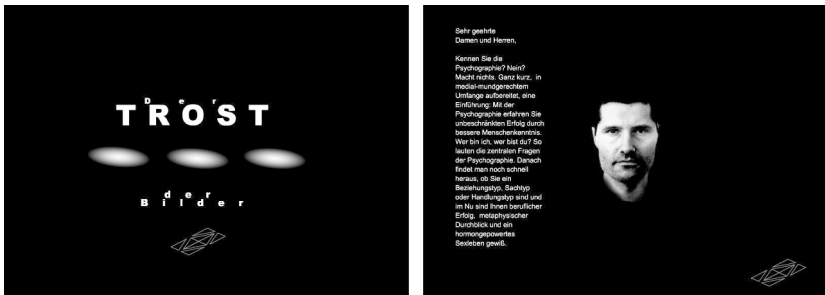 Der
TROST
der
Bilder
Sehr geehrte
Damen und Herren,
Kennen Sie die
Psychographie? Nein?
Macht nichts. Ganz kurz, in
medial-mundgerechtem
Umfange aufbereitet, eine
Einführung: Mit der
Psychographie erfahren Sie
unbeschränkten Erfolg durch
bessere Menschenkenntnis.
Wer bin ich, wer bist du? So
lauten die zentralen Fragen
der Psychographie. Danach
findet man noch schnell
heraus, ob Sie ein
Beziehungstyp, Sachtyp
oder Handlungstyp sind und
im Nu sind Ihnen beruflicher
Erfolg, metaphysischer
Durchblick und ein
hormongepowertes
Sexleben gewiß.